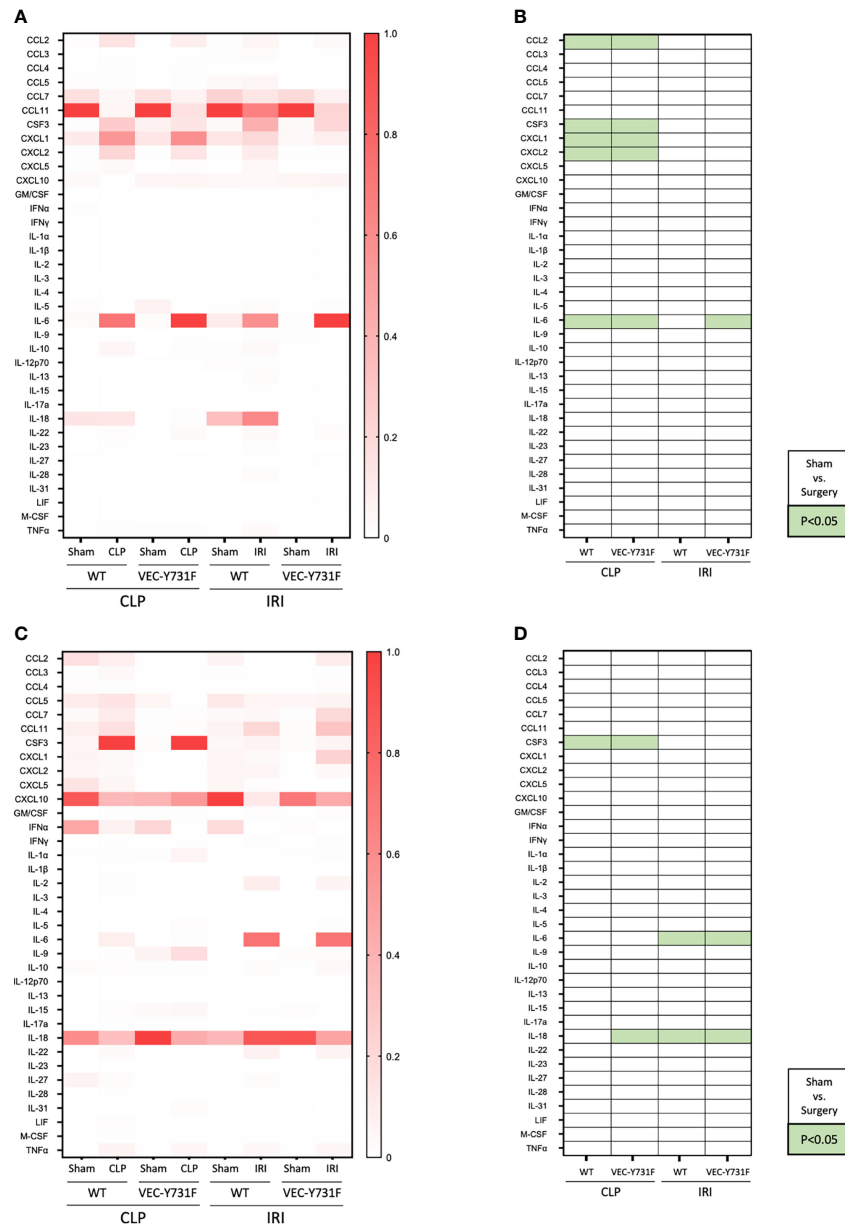 A
CCL2
CCL3
CCL4
CCL5
CCL7
CCL11
CSF3
CXCL1
CXCL2
CXCL5
CXCL10
GM/CSF
IFNα
IFNγ
IL-1α
IL-1β
IL-2
IL-3
IL-4
IL-5
IL-6
IL-9
IL-10
IL-12p70
IL-13
IL-15
IL-17a
IL-18
IL-22
IL-23
IL-27
IL-28
IL-31
LIF
M-CSF
TNFα
1.0
0.8
0.6
0.4
0.2
0
Sham CLP Sham CLP Sham IRI Sham IRI
WT VEC-Y731F WT VEC-Y731F
CLP IRI
B
CCL2
CCL3
CCL4
CCL5
CCL7
CCL11
CSF3
CXCL1
CXCL2
CXCL5
CXCL10
GM/CSF
IFNα
IFNγ
IL-1α
IL-1β
IL-2
IL-3
IL-4
IL-5
IL-6
IL-9
IL-10
IL-12p70
IL-13
IL-15
IL-17a
IL-18
IL-22
IL-23
IL-27
IL-28
IL-31
LIF
M-CSF
TNFα
WT VEC-Y731F WT VEC-Y731F
CLP IRI
Sham
vs.
Surgery
P<0.05
C
CCL2
CCL3
CCL4
CCL5
CCL7
CCL11
CSF3
CXCL1
CXCL2
CXCL5
CXCL10
GM/CSF
IFNα
IFNγ
IL-1α
IL-1β
IL-2
IL-3
IL-4
IL-5
IL-6
IL-9
IL-10
IL-12p70
IL-13
IL-15
IL-17a
IL-18
IL-22
IL-23
IL-27
IL-28
IL-31
LIF
M-CSF
TNFα
1.0
0.8
0.6
0.4
0.2
0
Sham CLP Sham CLP Sham IRI Sham IRI
WT VEC-Y731F WT VEC-Y731F
CLP IRI
D
CCL2
CCL3
CCL4
CCL5
CCL7
CCL11
CSF3
CXCL1
CXCL2
CXCL5
CXCL10
GM/CSF
IFNα
IFNγ
IL-1α
IL-1β
IL-2
IL-3
IL-4
IL-5
IL-6
IL-9
IL-10
IL-12p70
IL-13
IL-15
IL-17a
IL-18
IL-22
IL-23
IL-27
IL-28
IL-31
LIF
M-CSF
TNFα
WT VEC-Y731F WT VEC-Y731F
CLP IRI
Sham
vs.
Surgery
P<0.05